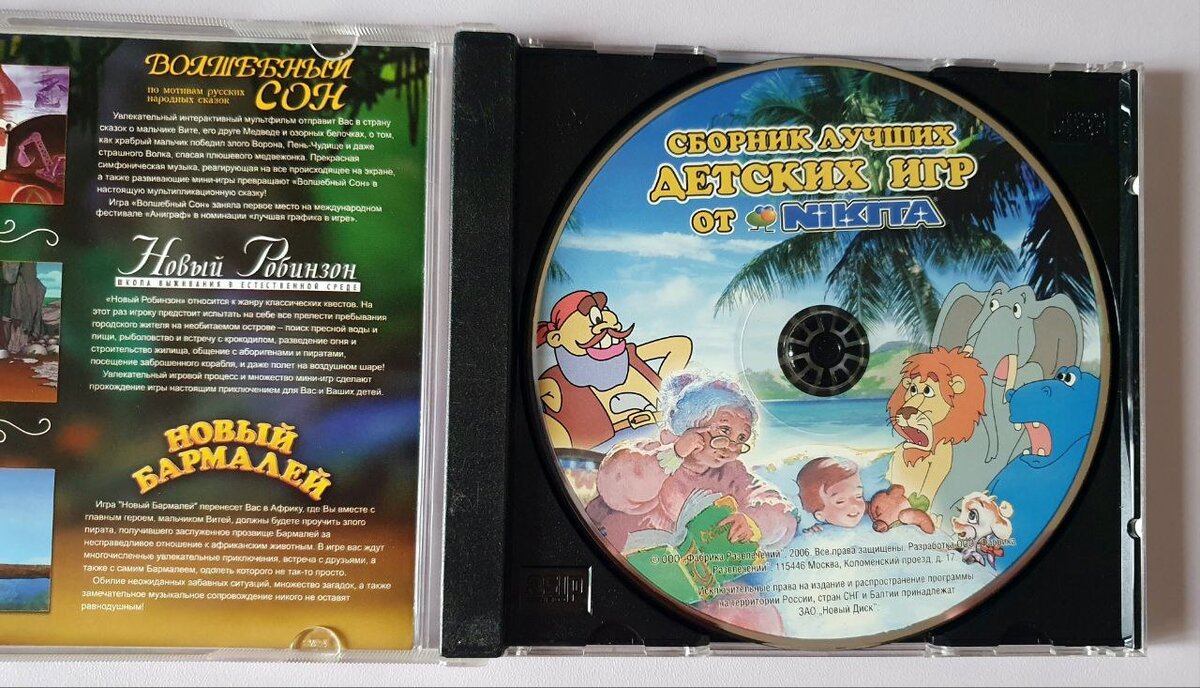 ВОЛШЕБНЫЙ
по мотивам русских
народных сказок
СОН
Увлекательный интерактивный мультфильм отправит Вас в страну
сказок о мальчике Вите, его друге Медведе и озорных белочках, о том,
как храбрый мальчик победил злого Ворона, Пень-Чудище и даже
страшного Волка, спасая плюшевого медвежонка. Прекрасная
симфоническая музыка, реагирующая на все происходящее на экране,
а также развивающие мини-игры превращают «Волшебный Сон» в
настоящую мультипликационную сказку!
Игра «Волшебный Сон» заняла первое место на международном
фестивале «Аниграф» в номинации «лучшая графика в игре».
Новый Робинзон
ШКОЛА ВЫЖИВАНИЯ В ЕСТЕСТВЕННОЙ СРЕДЕ
«Новый Робинзон» относится к жанру классических квестов. На
этот раз игроку предстоит испытать на себе все прелести пребывания
городского жителя на необитаемом острове – поиск пресной воды и
пищи, рыболовство и встречу с крокодилом, разведение огня и
строительство жилища, общение с аборигенами и пиратами,
посещение заброшенного корабля, и даже полет на воздушном шаре!
Увлекательный игровой процесс и множество мини-игр сделают
прохождение игры настоящим приключением для Вас и Ваших детей.
НОВЫЙ
БАРМАЛЕЙ
Игра "Новый Бармалей" перенесет Вас в Африку, где Вы вместе с
главным героем, мальчиком Витей, должны будете проучить злого
пирата, получившего заслуженное прозвище Бармалей за
несправедливое отношение к африканским животным. В игре вас ждут
многочисленные увлекательные приключения, встреча с друзьями, а
также с самим Бармалеем, одолеть которого не так-то просто.
Обилие неожиданных забавных ситуаций, множество загадок, а также
замечательное музыкальное сопровождение никого не оставят
равнодушным!
СБОРНИК ЛУЧШИХ
ДЕТСКИХ ИГР
ОТ NIKITA
© ООО „Фабрика Развлечений", 2006. Все права защищены. Разработка ООО „Фабрика
Развлечений", 115446 Москва, Коломенский проезд, д. 17
Исключительные права на издание и распространение программы
на территории России, стран СНГ и Балтии принадлежат
ЗАО „Новый Диск".